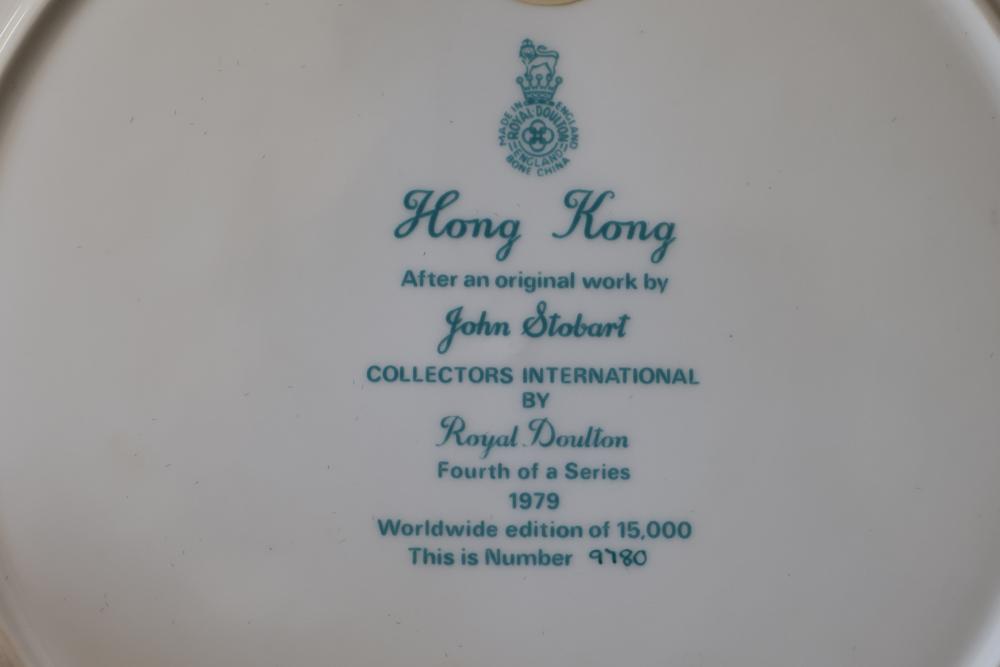 MADE IN ENGLAND
ROYAL DOULTON
ENGLAND
BONE CHINA
Hong Kong
After an original work by
John Stobart
COLLECTORS INTERNATIONAL
BY
Royal Doulton
Fourth of a Series
1979
Worldwide edition of 15,000
This is Number 9780